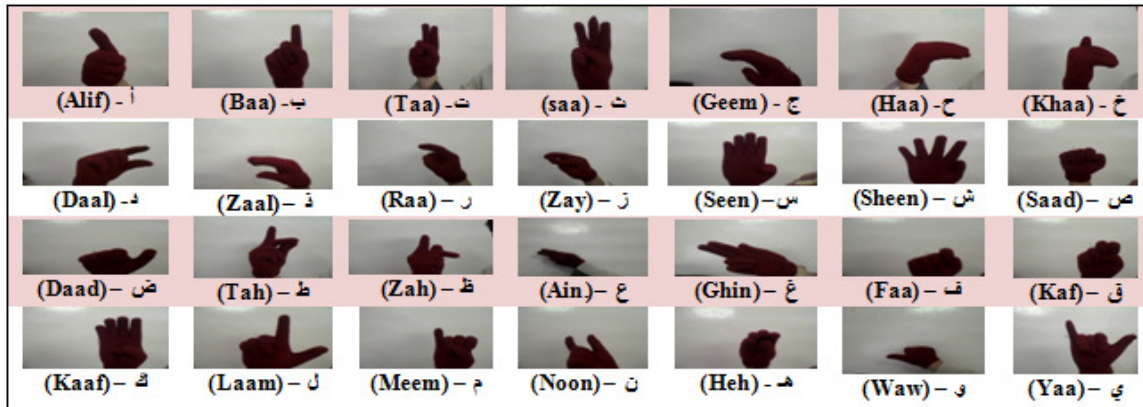 (Alif) - أ (Baa) - ب (Taa) - ت (saa) - ث (Geem) - ج (Haa) - ح (Khaa) - خ
(Daal) - د (Zaal) - ذ (Raa) – ر (Zay) – ز (Seen) – س (Sheen) – ش (Saad) – ص
(Daad) – ض (Tah) – ط (Zah) – ظ (Ain) – ع (Ghin) – غ (Faa) – ف (Kaf) – ق
(Kaaf) – ك (Laam) – ل (Meem) – م (Noon) – ن (Heh) - هـ (Waw) – و (Yaa) – ي